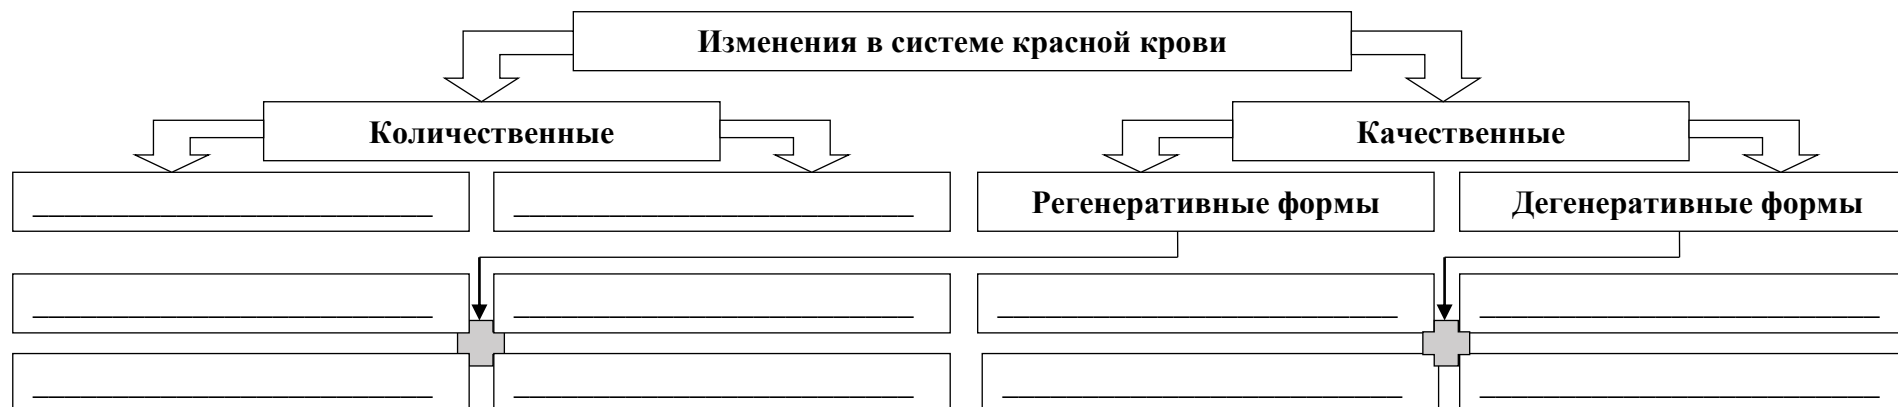 Изменения в системе красной крови
Количественные
Качественные
Регенеративные формы
Дегенеративные формы